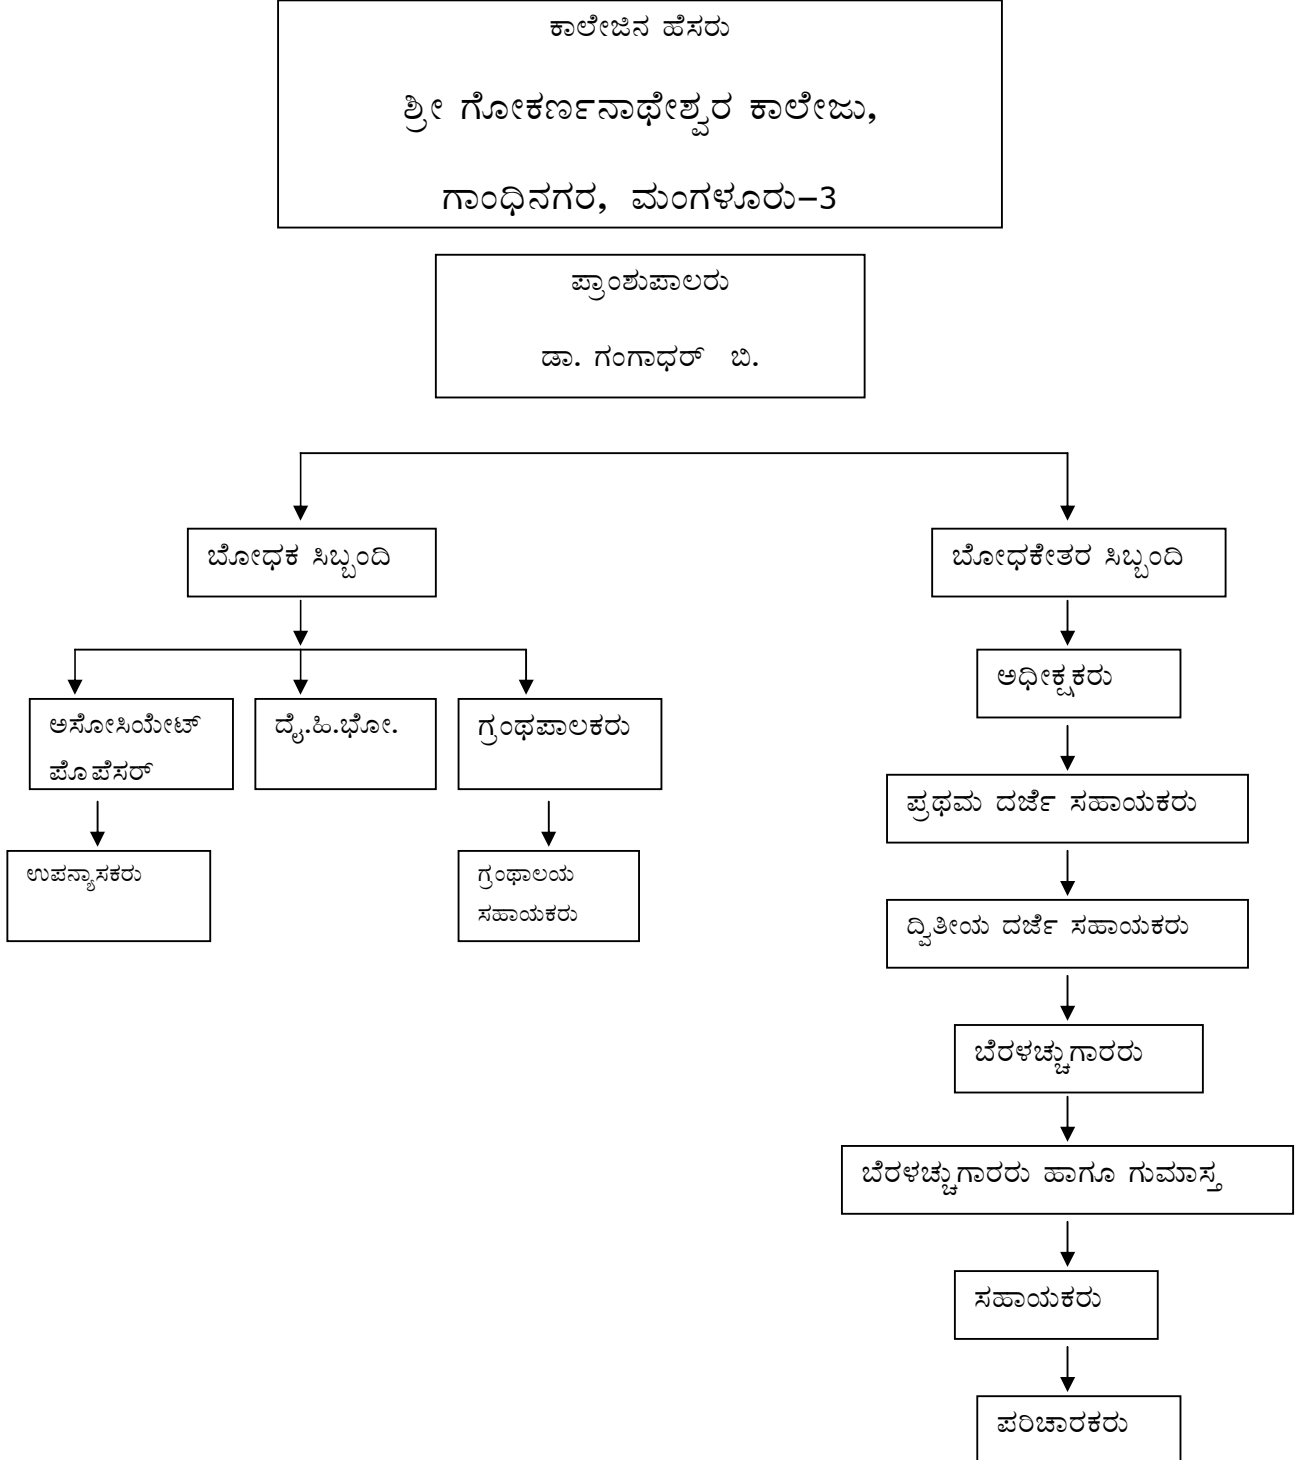 ಕಾಲೇಜಿನ ಹೆಸರು
ಶ್ರೀ ಗೋಕರ್ಣನಾಥೇಶ್ವರ ಕಾಲೇಜು,
ಗಾಂಧಿನಗರ, ಮಂಗಳೂರು–3
ಪ್ರಾಂಶುಪಾಲರು
ಡಾ. ಗಂಗಾಧರ್ ಬಿ.
ಬೋಧಕ ಸಿಬ್ಬಂದಿ
ಬೋಧಕೇತರ ಸಿಬ್ಬಂದಿ
ಅಧೀಕ್ಷಕರು
ಅಸೋಸಿಯೇಟ್
ಪೊಪೆಸರ್
ದೈ.ಹಿ.ಭೋ.
ಗ್ರಂಥಪಾಲಕರು
ಪ್ರಥಮ ದರ್ಜೆ ಸಹಾಯಕರು
ಉಪನ್ಯಾಸಕರು
ಗ್ರಂಥಾಲಯ
ಸಹಾಯಕರು
ದ್ವಿತೀಯ ದರ್ಜೆ ಸಹಾಯಕರು
ಬೆರಳಚ್ಚುಗಾರರು
ಬೆರಳಚ್ಚುಗಾರರು ಹಾಗೂ ಗುಮಾಸ್ತ
ಸಹಾಯಕರು
ಪರಿಚಾರಕರು